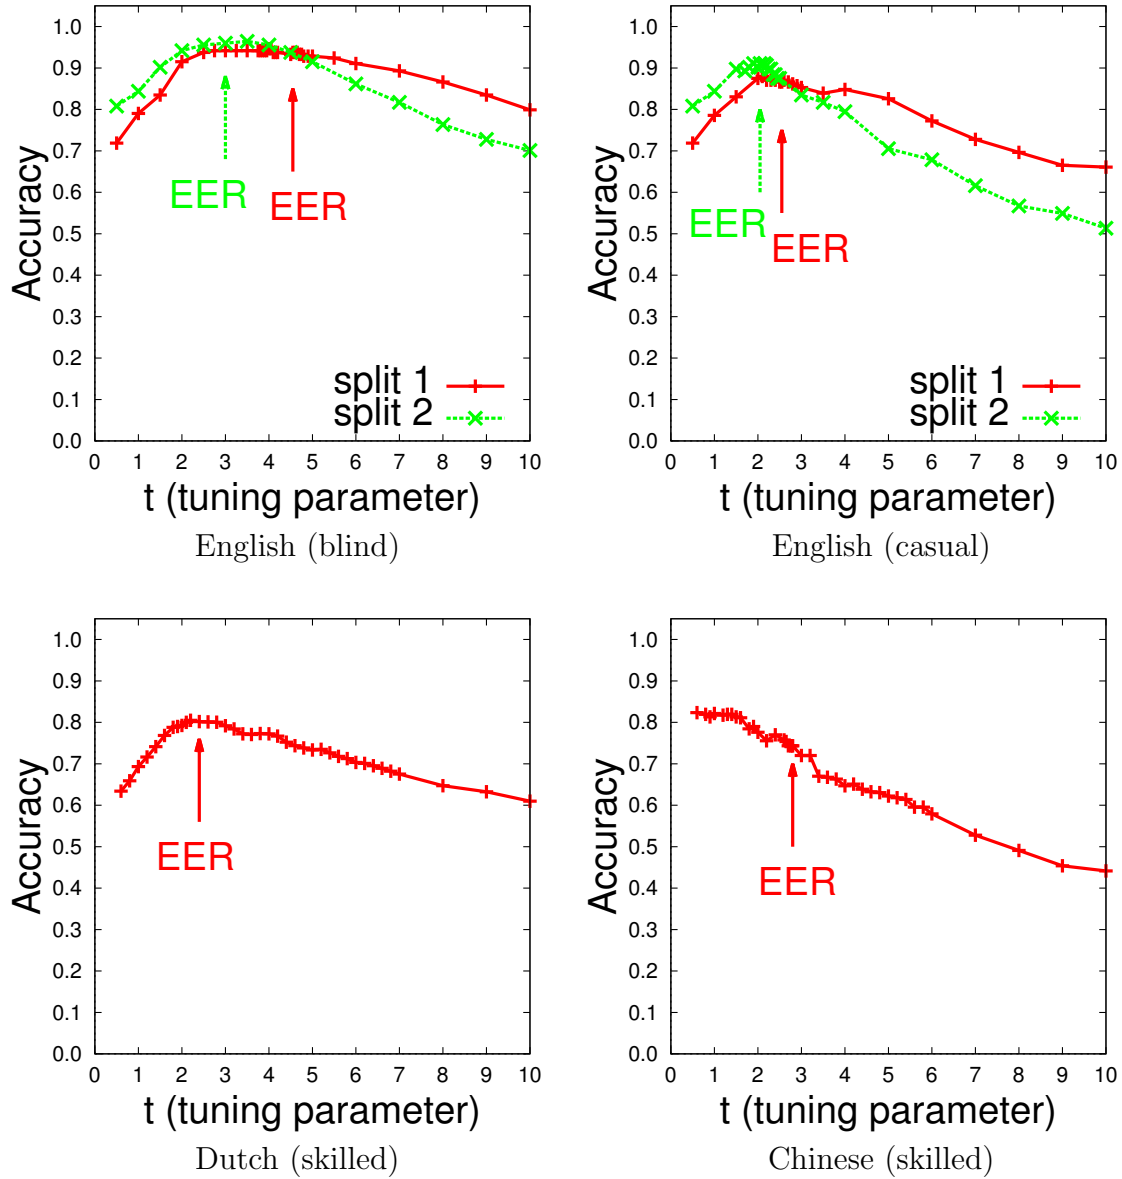 1.0
0.9
0.8
0.7
0.6
0.5
0.4
0.3
0.2
0.1
0.0
Accuracy
EER
EER
split 1
split 2
0 1 2 3 4 5 6 7 8 9 10
t (tuning parameter)
English (blind)
1.0
0.9
0.8
0.7
0.6
0.5
0.4
0.3
0.2
0.1
0.0
Accuracy
EER
EER
split 1
split 2
0 1 2 3 4 5 6 7 8 9 10
t (tuning parameter)
English (casual)
1.0
0.9
0.8
0.7
0.6
0.5
0.4
0.3
0.2
0.1
0.0
Accuracy
EER
0 1 2 3 4 5 6 7 8 9 10
t (tuning parameter)
Dutch (skilled)
1.0
0.9
0.8
0.7
0.6
0.5
0.4
0.3
0.2
0.1
0.0
Accuracy
EER
0 1 2 3 4 5 6 7 8 9 10
t (tuning parameter)
Chinese (skilled)